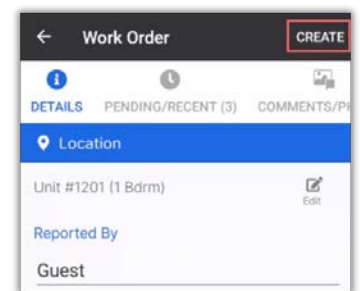 Work Order CREATE
DETAILS PENDING/RECENT (3) COMMENTS/
Location
Unit #1201 (1 Bdrm)
Edit
Reported By
Guest